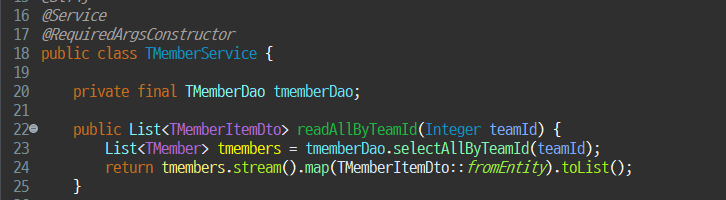 16 @Service
17 @RequiredArgsConstructor
18 public class TMemberService {
19
20     private final TMemberDao tmemberDao;
21
22     public List<TMemberItemDto> readAllByTeamId(Integer teamId) {
23         List<TMember> tmembers = tmemberDao.selectAllByTeamId(teamId);
24         return tmembers.stream().map(TMemberItemDto::fromEntity).toList();
25     }